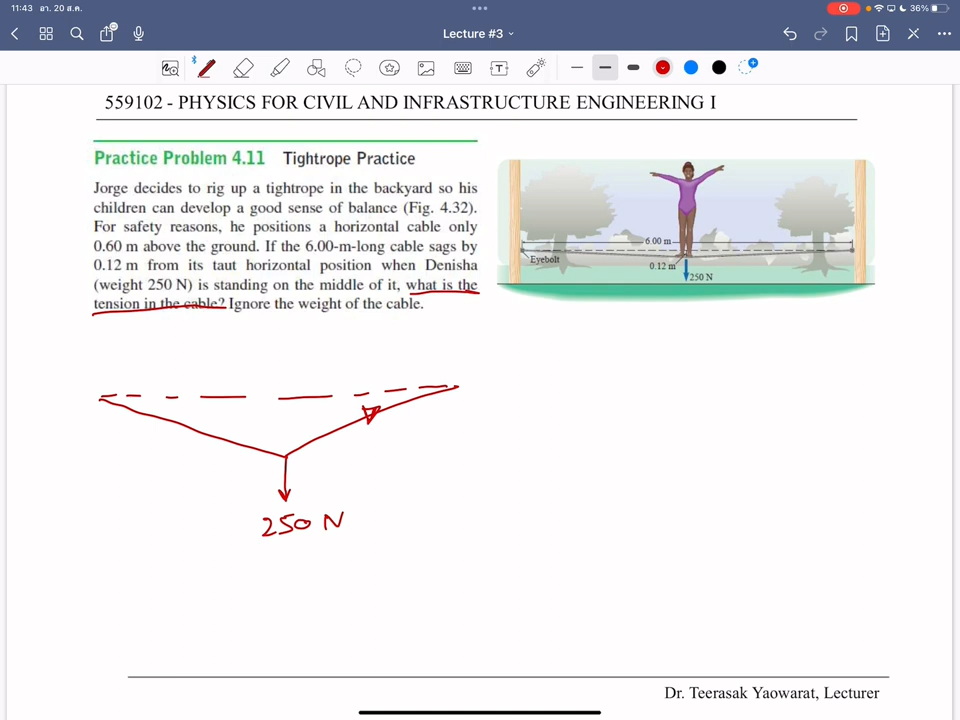 11:43 อา. 20 ส.ค.
36%
Lecture #3
559102 - PHYSICS FOR CIVIL AND INFRASTRUCTURE ENGINEERING I
Practice Problem 4.11 Tightrope Practice
Jorge decides to rig up a tightrope in the backyard so his
children can develop a good sense of balance (Fig. 4.32).
For safety reasons, he positions a horizontal cable only
0.60 m above the ground. If the 6.00-m-long cable sags by
0.12 m from its taut horizontal position when Denisha
(weight 250 N) is standing on the middle of it, what is the
tension in the cable? Ignore the weight of the cable.
6.00 m
Eyebolt
0.12 m
250 N
250 N
Dr. Teerasak Yaowarat, Lecturer